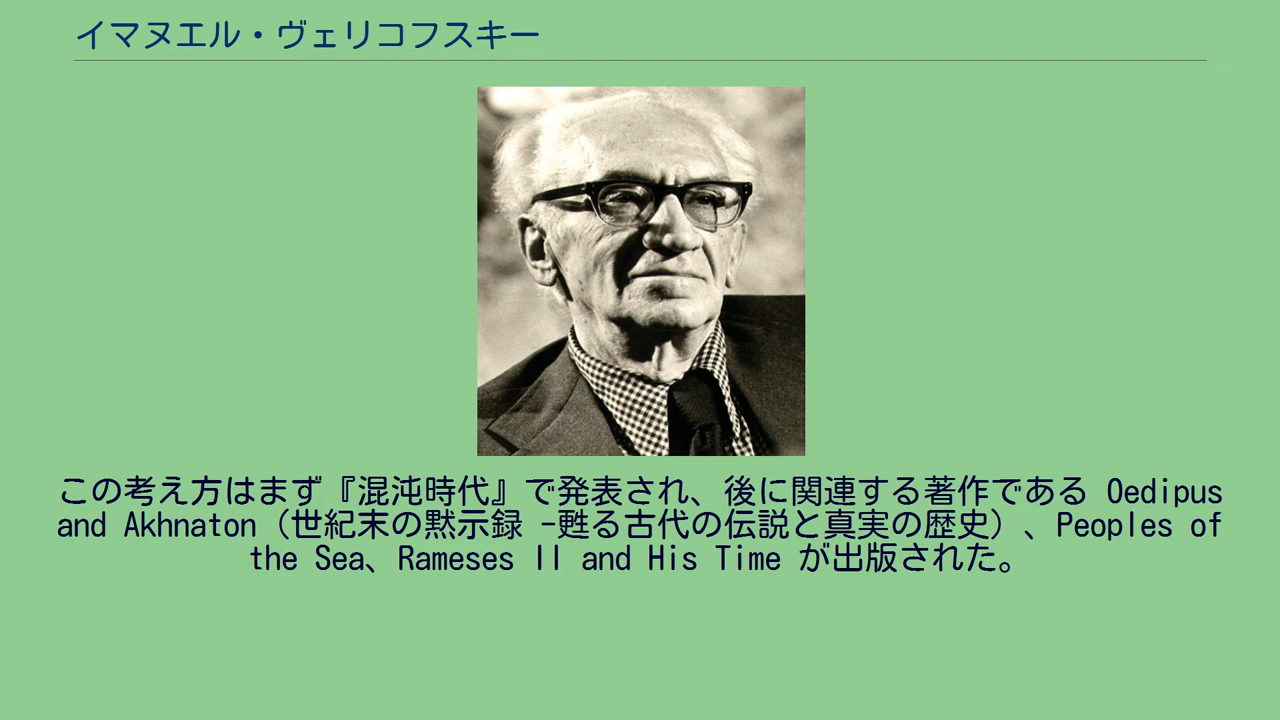 イマヌエル・ヴェリコフスキー
この考え方はまず『混沌時代』で発表され、後に関連する著作である Oedipus
and Akhnaton（世紀末の黙示録 -甦る古代の伝説と真実の歴史）、Peoples of
the Sea、Rameses II and His Time が出版された。